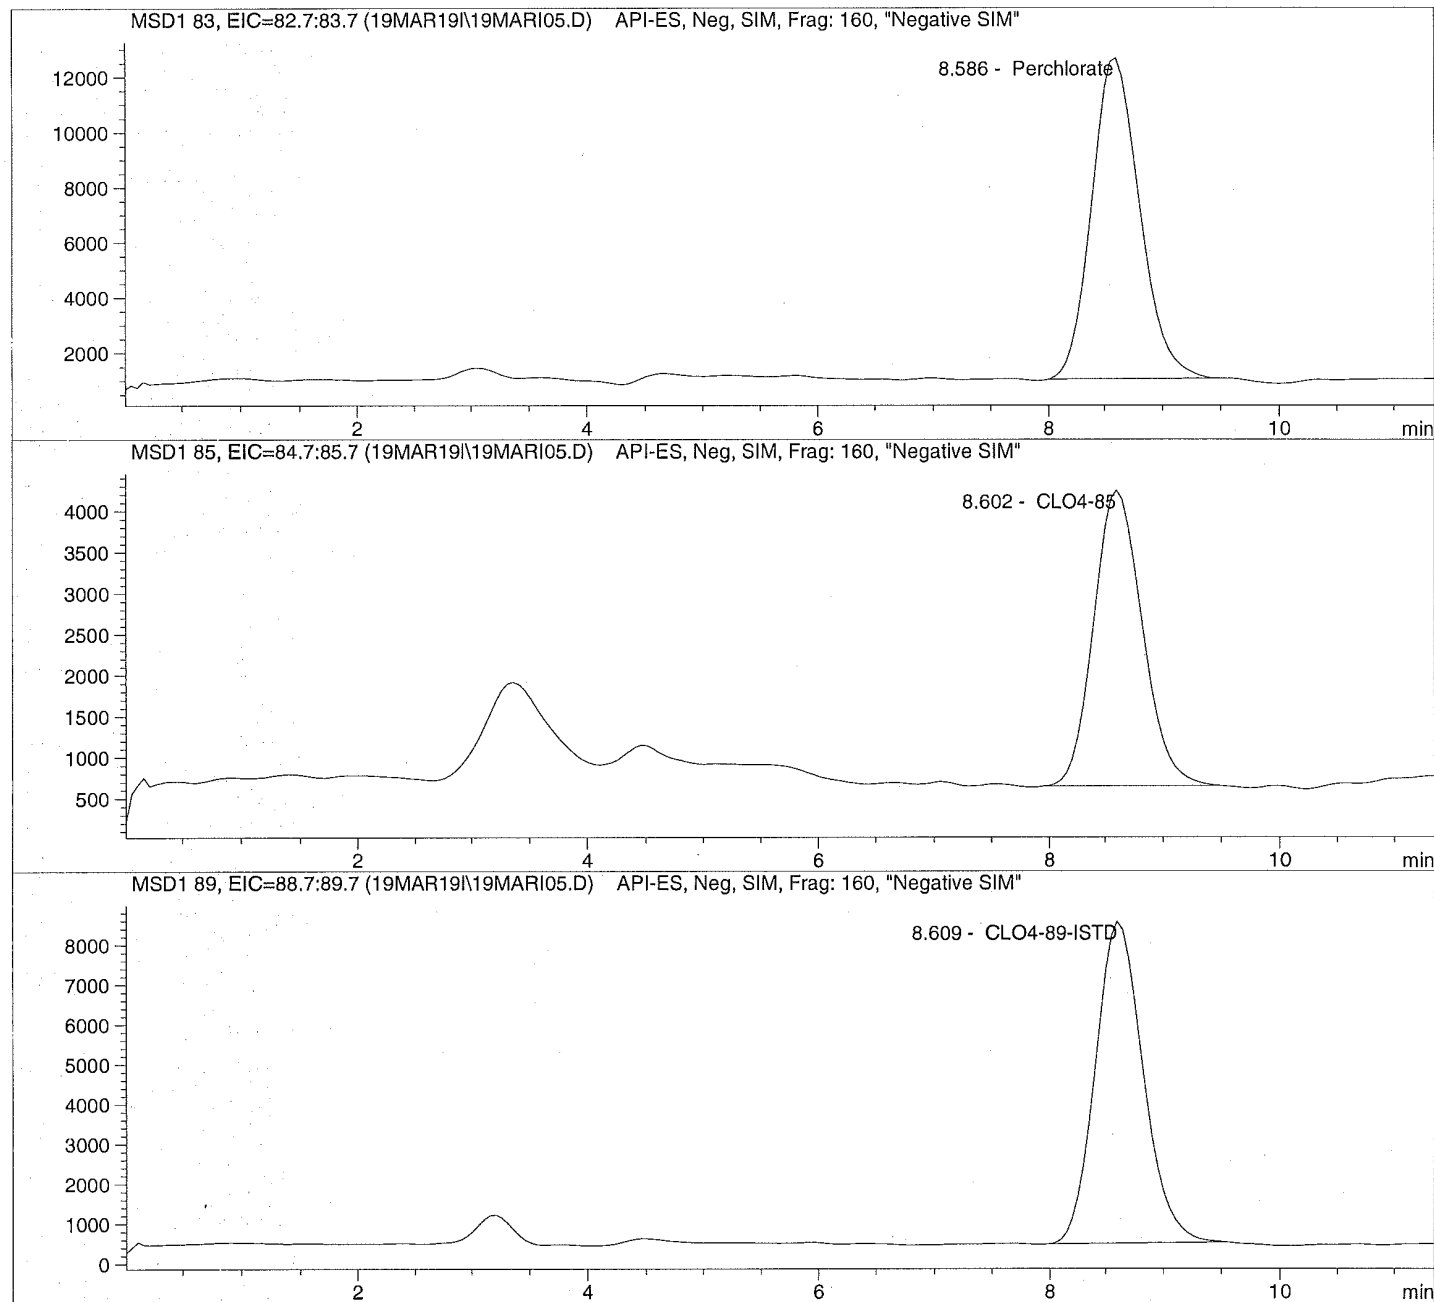 MSD1 83, EIC=82.7:83.7 (19MAR19I\19MARI05.D) API-ES, Neg, SIM, Frag: 160, "Negative SIM"
8.586 - Perchlorate
12000
10000
8000
6000
4000
2000
2 4 6 8 10 min
MSD1 85, EIC=84.7:85.7 (19MAR19I\19MARI05.D) API-ES, Neg, SIM, Frag: 160, "Negative SIM"
8.602 - CLO4-85
4000
3500
3000
2500
2000
1500
1000
500
2 4 6 8 10 min
MSD1 89, EIC=88.7:89.7 (19MAR19I\19MARI05.D) API-ES, Neg, SIM, Frag: 160, "Negative SIM"
8.609 - CLO4-89-ISTD
8000
7000
6000
5000
4000
3000
2000
1000
0
2 4 6 8 10 min